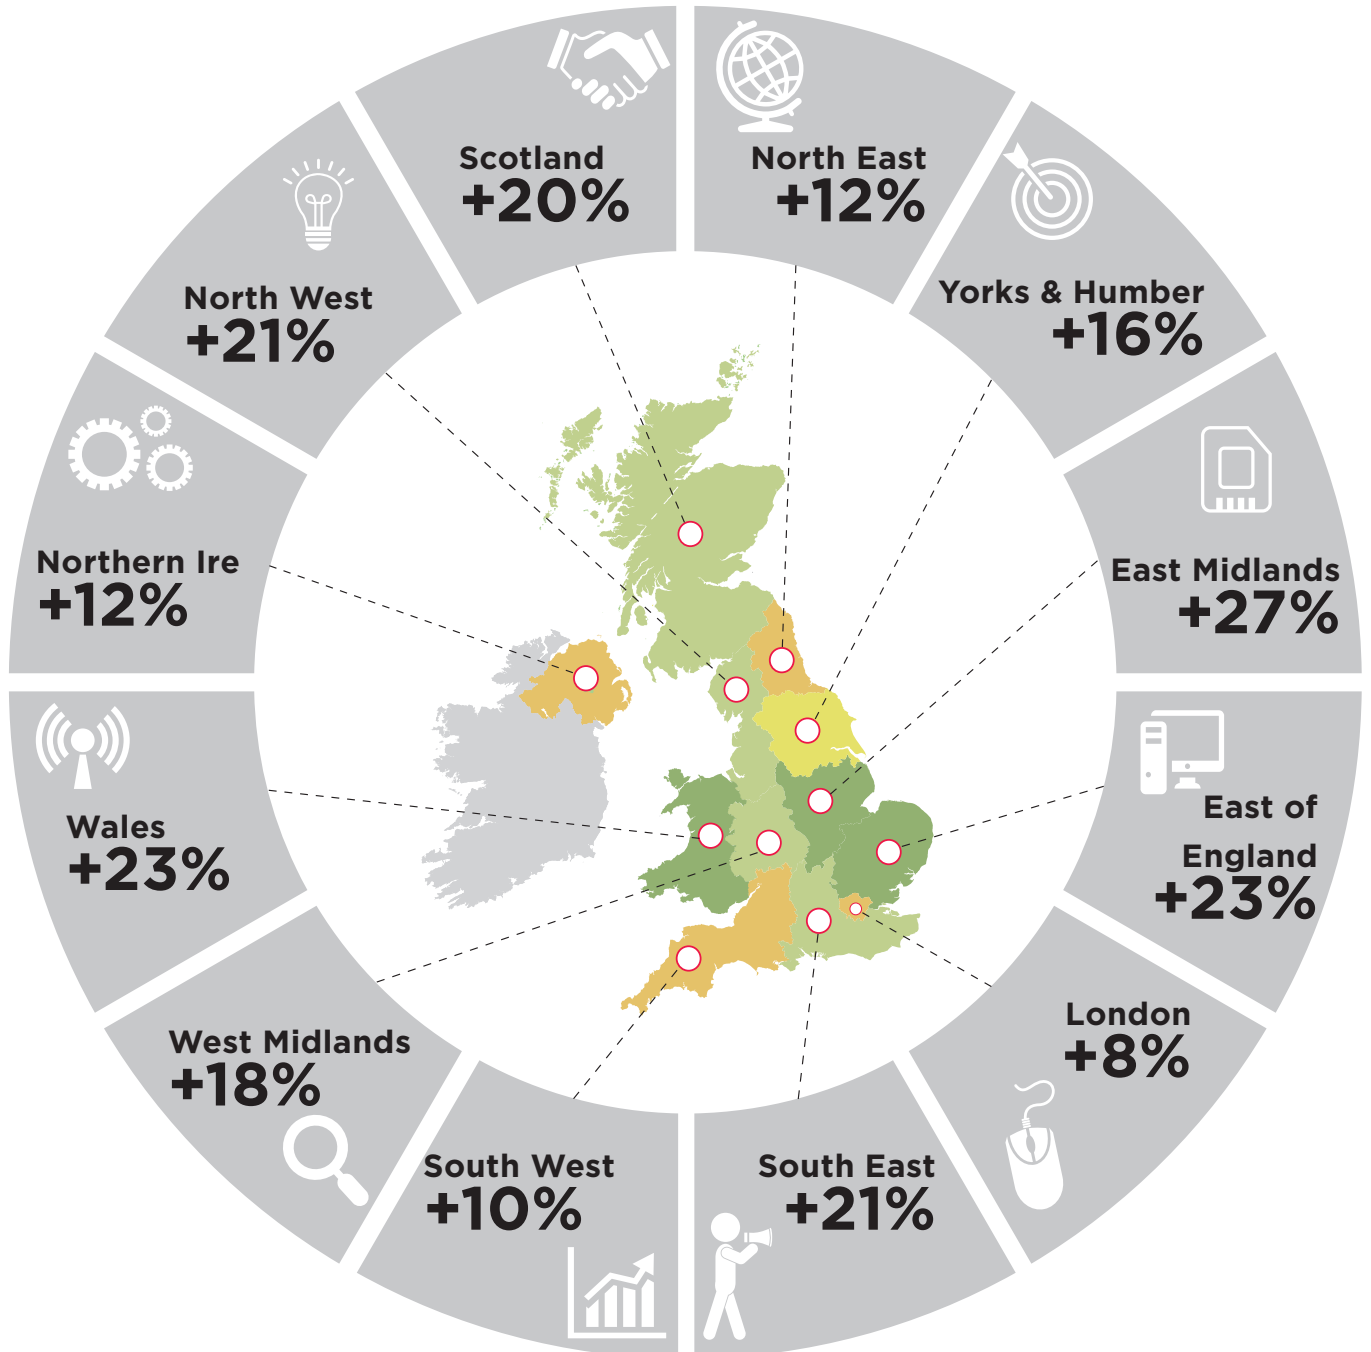 Scotland
+20%
North East
+12%
Yorks & Humber
+16%
East Midlands
+27%
East of
England
+23%
London
+8%
South East
+21%
South West
+10%
West Midlands
+18%
Wales
+23%
Northern Ire
+12%
North West
+21%